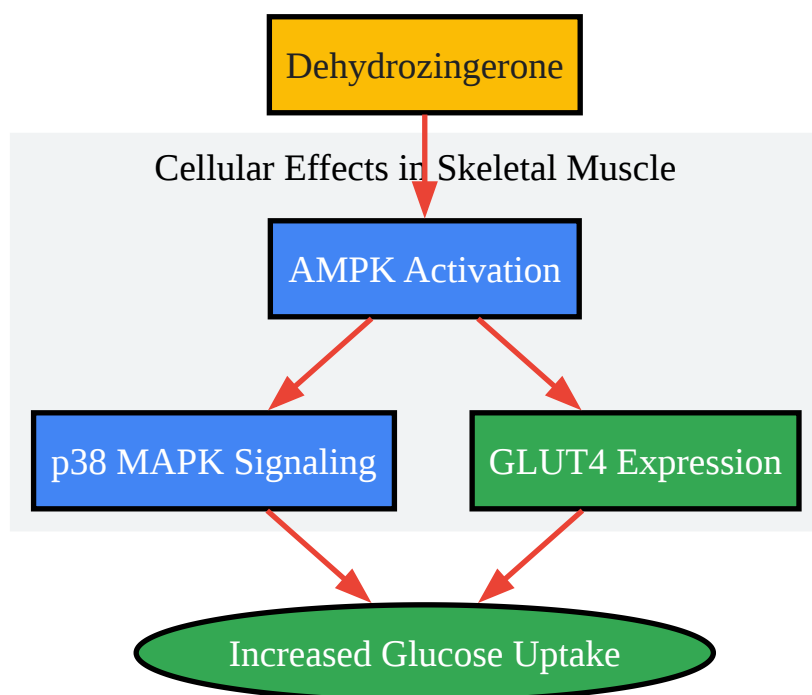 Dehydrozingerone
Cellular Effects in Skeletal Muscle
AMPK Activation
p38 MAPK Signaling
GLUT4 Expression
Increased Glucose Uptake